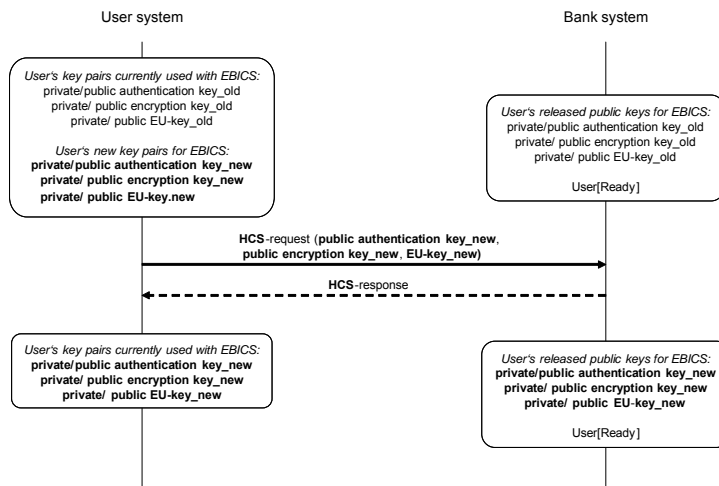 User system
Bank system
User's key pairs currently used with EBICS:
private/public authentication key_old
private/ public encryption key_old
private/ public EU-key_old
User's new key pairs for EBICS:
private/public authentication key_new
private/ public encryption key_new
private/ public EU-key.new
User's released public keys for EBICS:
private/public authentication key_old
private/ public encryption key_old
private/ public EU-key_old
User[Ready]
HCS-request (public authentication key_new,
public encryption key_new, EU-key_new)
HCS-response
User's key pairs currently used with EBICS:
private/public authentication key_new
private/ public encryption key_new
private/ public EU-key_new
User's released public keys for EBICS:
private/public authentication key_new
private/ public encryption key_new
private/ public EU-key_new
User[Ready]